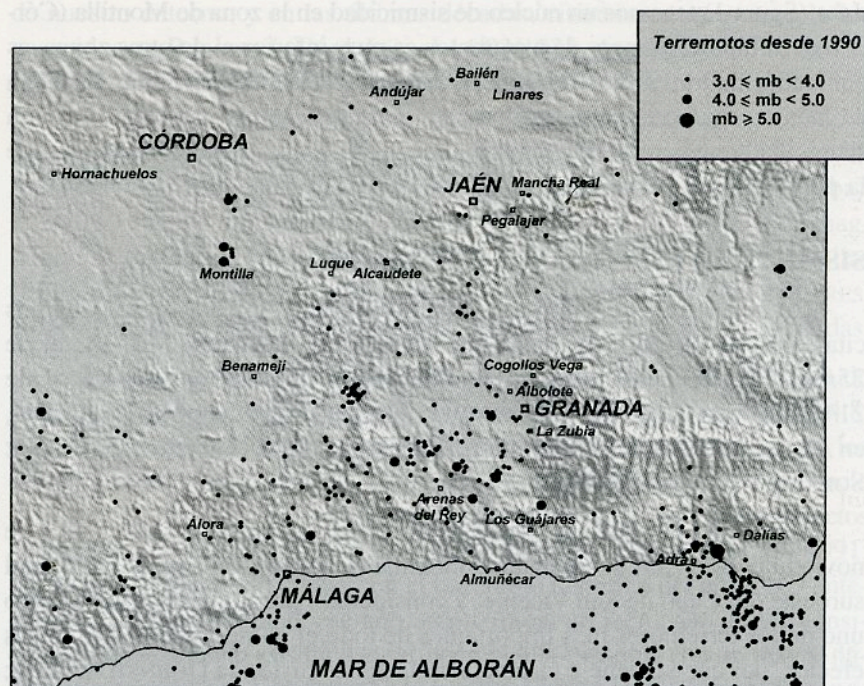 Terremotos desde 1990
3.0 ⩽ mb < 4.0
4.0 ⩽ mb < 5.0
mb ⩾ 5.0
Bailén
Andújar
Linares
CÓRDOBA
Hornachuelos
JAÉN
Mancha Real
Pegalajar
Montilla
Luque
Alcaudete
Benamejí
Cogollos Vega
Albolote
GRANADA
La Zubia
Arenas
del Rey
Los Guájares
Álora
Dalías
Adra
Almuñécar
MÁLAGA
MAR DE ALBORÁN